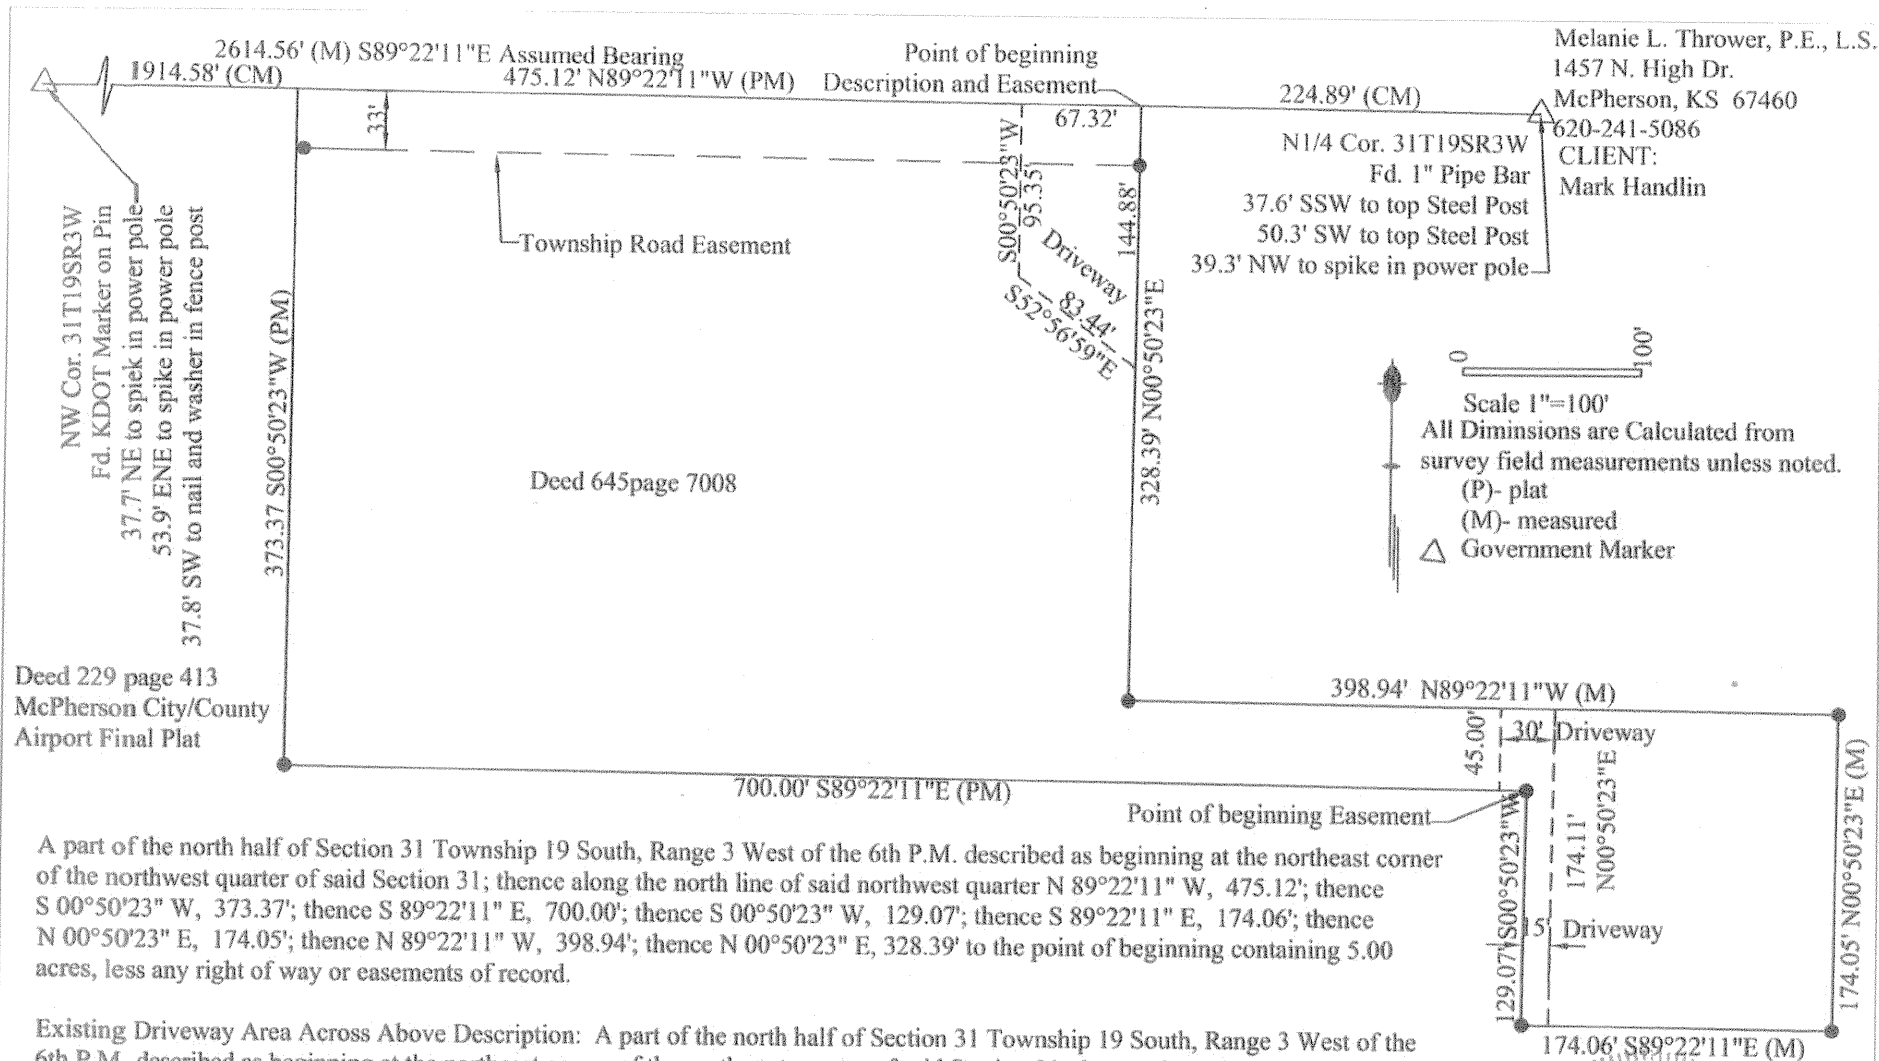 2614.56' (M) S89°22'11"E Assumed Bearing
1914.58' (CM)
475.12' N89°22'11"W (PM)
Point of beginning
Description and Easement
224.89' (CM)
67.32'
Melanie L. Thrower, P.E., L.S.
1457 N. High Dr.
McPherson, KS 67460
620-241-5086
CLIENT:
Mark Handlin
N1/4 Cor. 31T19SR3W
Fd. 1" Pipe Bar
37.6' SSW to top Steel Post
50.3' SW to top Steel Post
39.3' NW to spike in power pole
33'
Township Road Easement
S00°50'23"W
95.35'
Driveway
83.44'
S52°56'59"E
144.88'
328.39' N00°50'23"E
NW Cor. 31T19SR3W
Fd. KDOT Marker on Pin
37.7' NE to spiek in power pole
53.9' ENE to spike in power pole
37.8' SW to nail and washer in fence post
373.37 S00°50'23"W (PM)
Deed 645page 7008
0
100'
Scale 1"=100'
All Diminsions are Calculated from
survey field measurements unless noted.
(P)- plat
(M)- measured
Government Marker
Deed 229 page 413
McPherson City/County
Airport Final Plat
398.94' N89°22'11"W (M)
45.00'
30'
Driveway
700.00' S89°22'11"E (PM)
Point of beginning Easement
129.07' S00°50'23"W
174.11'
N00°50'23"E
15'
Driveway
174.05' N00°50'23"E (M)
174.06' S89°22'11"E (M)
A part of the north half of Section 31 Township 19 South, Range 3 West of the 6th P.M. described as beginning at the northeast corner
of the northwest quarter of said Section 31; thence along the north line of said northwest quarter N 89°22'11" W, 475.12'; thence
S 00°50'23" W, 373.37'; thence S 89°22'11" E, 700.00'; thence S 00°50'23" W, 129.07'; thence S 89°22'11" E, 174.06'; thence
N 00°50'23" E, 174.05'; thence N 89°22'11" W, 398.94'; thence N 00°50'23" E, 328.39' to the point of beginning containing 5.00
acres, less any right of way or easements of record.
Existing Driveway Area Across Above Description: A part of the north half of Section 31 Township 19 South, Range 3 West of the
6th P.M. described as beginning at the northeast corner of the northwest quarter of said Section 31